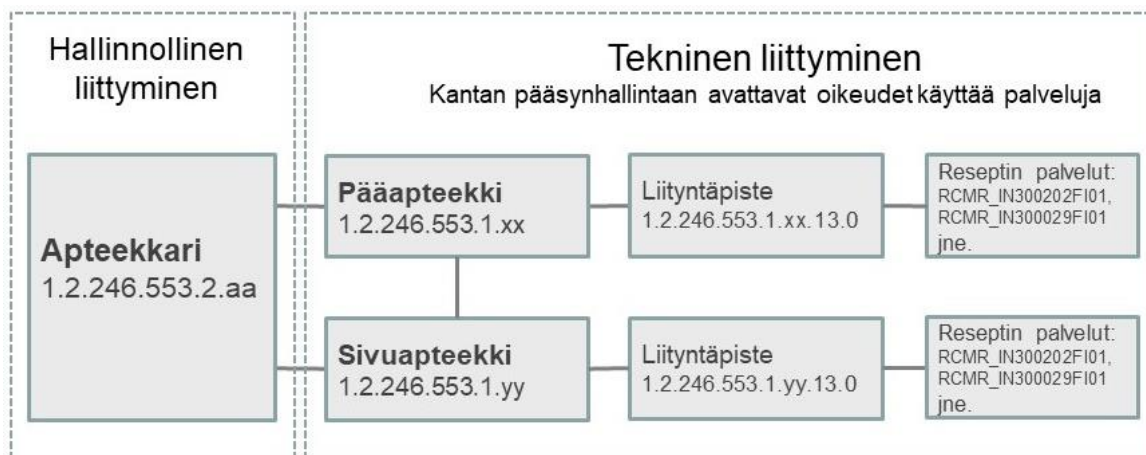 Hallinnollinen
liittyminen
Tekninen liittyminen
Kantan pääsynhallintaan avattavat oikeudet käyttää palveluja
Apteekkari
1.2.246.553.2.aa
Pääapteekki
1.2.246.553.1.xx
Liityntäpiste
1.2.246.553.1.xx.13.0
Reseptin palvelut:
RCMR_IN300202FI01,
RCMR_IN300029FI01
jne.
Sivuapteekki
1.2.246.553.1.yy
Liityntäpiste
1.2.246.553.1.yy.13.0
Reseptin palvelut:
RCMR_IN300202FI01,
RCMR_IN300029FI01
jne.